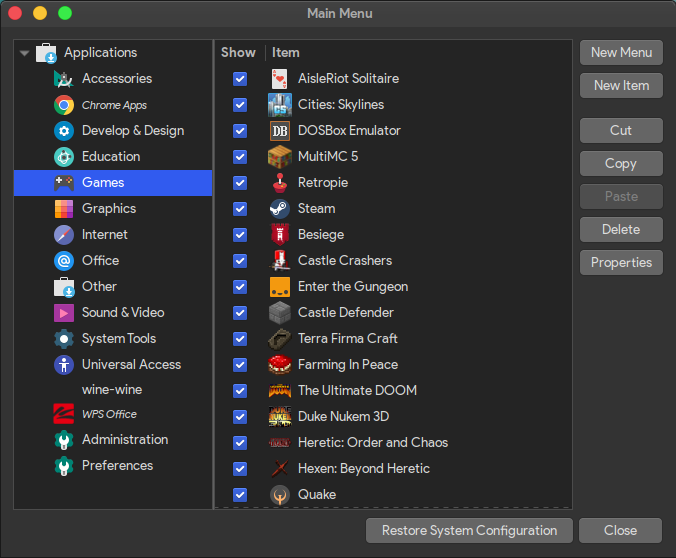 Main Menu
Applications
Accessories
Chrome Apps
Develop & Design
Education
Games
Graphics
Internet
Office
Other
Sound & Video
System Tools
Universal Access
wine-wine
WPS Office
Administration
Preferences
Show Item
AisleRiot Solitaire
Cities: Skylines
CS
DOSBox Emulator
DB
MultiMC 5
Retropie
Steam
Besiege
Castle Crashers
Enter the Gungeon
Castle Defender
Terra Firma Craft
Farming In Peace
The Ultimate DOOM
Duke Nukem 3D
Heretic: Order and Chaos
Hexen: Beyond Heretic
Quake
New Menu
New Item
Cut
Copy
Paste
Delete
Properties
Restore System Configuration
Close